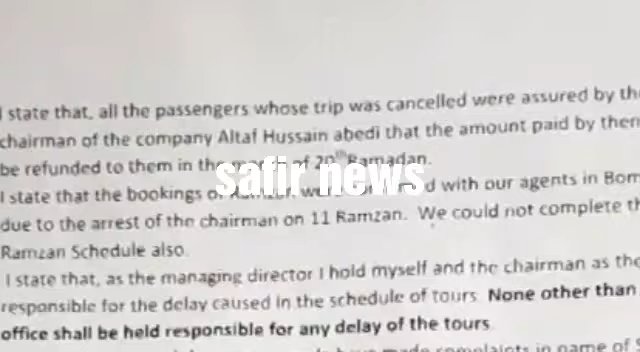 I state that, all the passengers whose trip was cancelled were assured by the
chairman of the company Altaf Hussain abedi that the amount paid by them
be refunded to them in the of 20th Ramadan.
safir news
I state that the bookings with our agents in Bom
due to the arrest of the chairman on 11 Ramzan. We could not complete th
Ramzan Schedule also.
I state that, as the managing director I hold myself and the chairman as the
responsible for the delay caused in the schedule of tours. None other than
office shall be held responsible for any delay of the tours.
made complaints in name of S